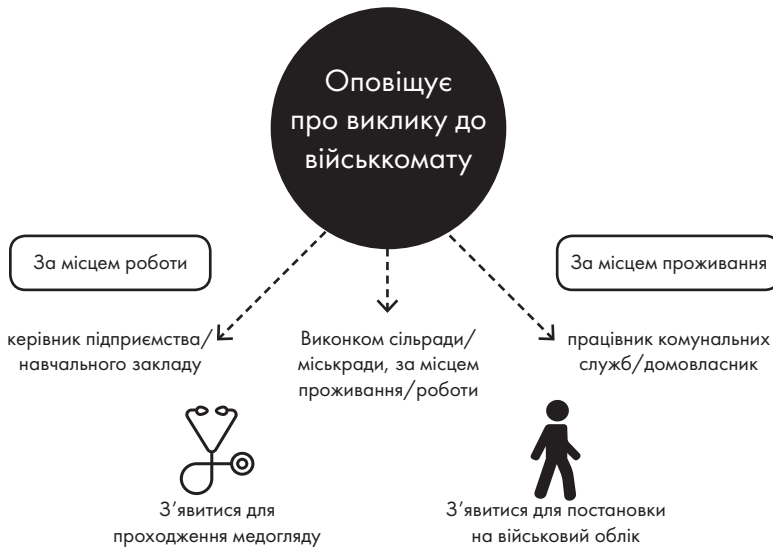 Оповіщує
про виклику до
військкомату
За місцем роботи
За місцем проживання
керівник підприємства/
навчального закладу
Виконком сільради/
міськради, за місцем
проживання/роботи
працівник комунальних
служб/домовласник
З’явитися для
проходження медогляду
З’явитися для постановки
на військовий облік